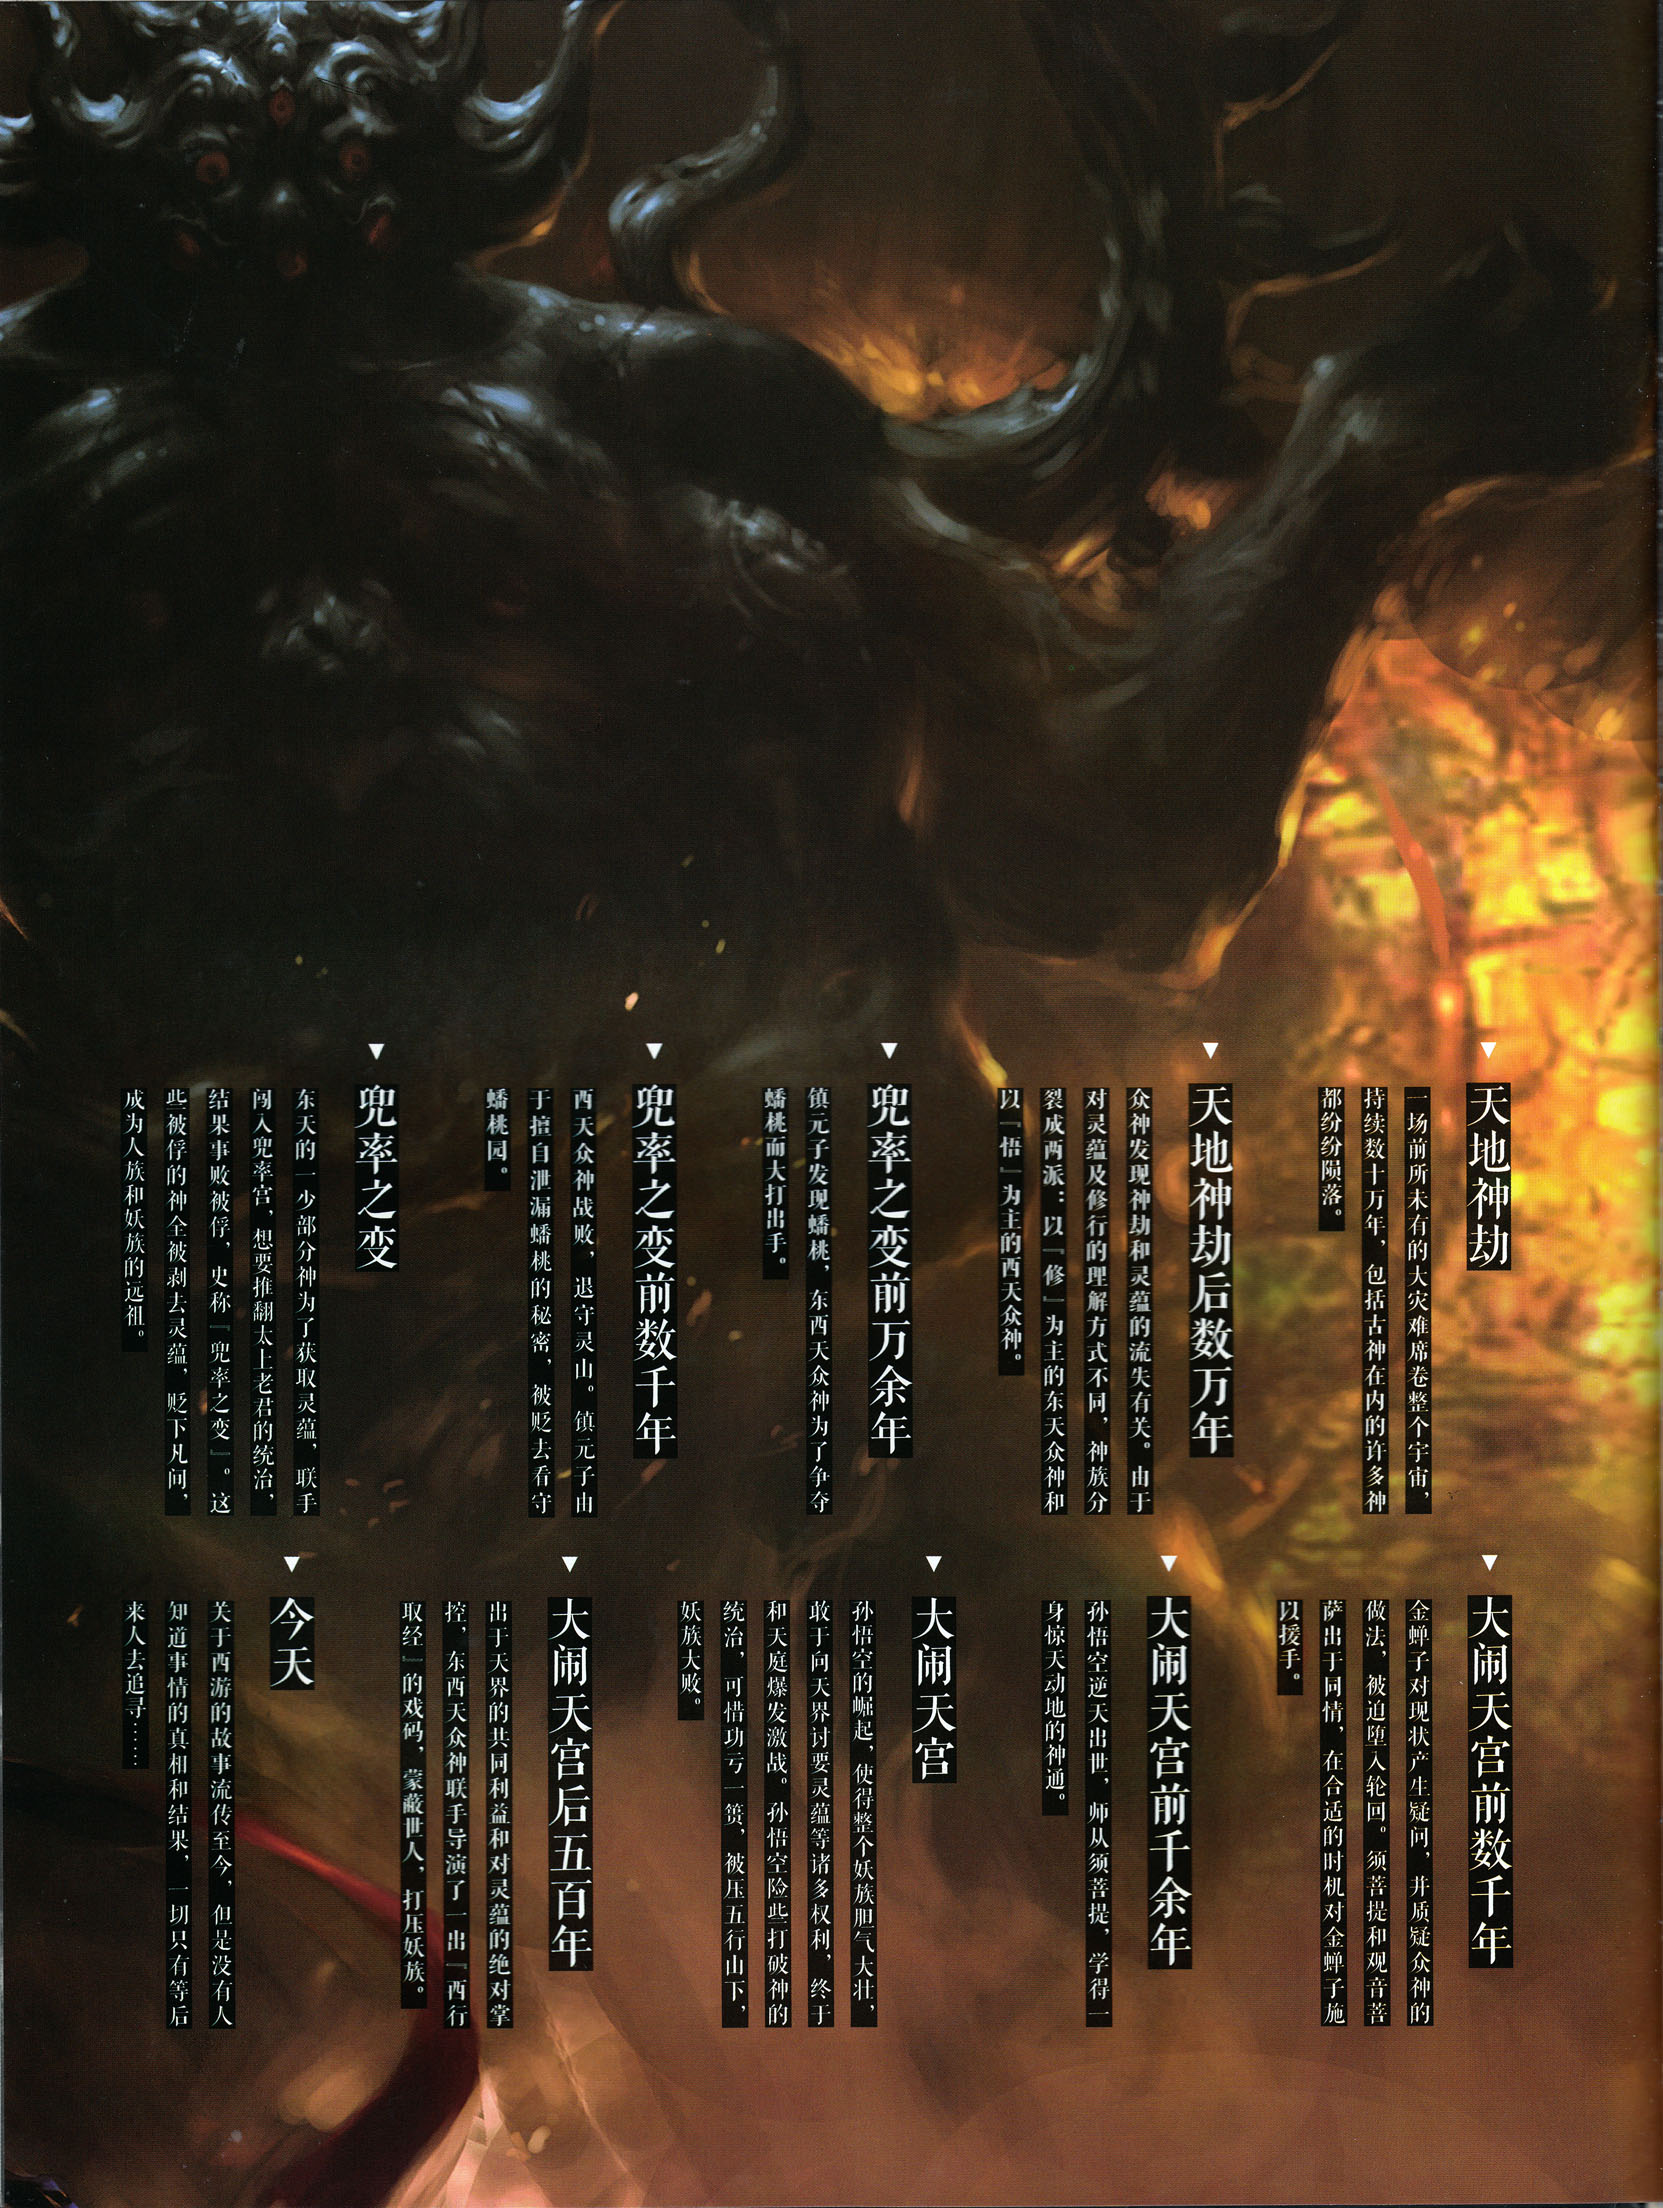 天地神劫
一场前所未有的大灾难席卷整个宇宙，
持续数十万年，包括古神在内的许多神
都纷纷陨落。
天地神劫后数万年
众神发现神劫和灵蕴的流失有关。由于
对灵蕴及修行的理解方式不同，神族分
裂成两派：以『修』为主的东天众神和
以『悟』为主的西天众神。
兜率之变前万余年
镇元子发现蟠桃，东西天众神为了争夺
蟠桃而大打出手。
兜率之变前数千年
西天众神战败，退守灵山。镇元子由
于擅自泄漏蟠桃的秘密，被贬去看守
蟠桃园。
兜率之变
东天的一少部分神为了获取灵蕴，联手
闯入兜率宫，想要推翻太上老君的统治，
结果事败被俘，史称『兜率之变』。这
些被俘的神全被剥去灵蕴，贬下凡间，
成为人族和妖族的远祖。
大闹天宫前数千年
金蝉子对现状产生疑问，并质疑众神的
做法，被迫堕入轮回。须菩提和观音菩
萨出于同情，在合适的时机对金蝉子施
以援手。
大闹天宫前千余年
孙悟空逆天出世，师从须菩提，学得一
身惊天动地的神通。
大闹天宫
孙悟空的崛起，使得整个妖族胆气大壮，
敢于向天界讨要灵蕴等诸多权利，终于
和天庭爆发激战。孙悟空险些打破神的
统治，可惜功亏一篑，被压五行山下，
妖族大败。
大闹天宫后五百年
出于天界的共同利益和对灵蕴的绝对掌
控，东西天众神联手导演了一出『西行
取经』的戏码，蒙蔽世人，打压妖族。
今天
关于西游的故事流传至今，但是没有人
知道事情的真相和结果，一切只有等后
来人去追寻……